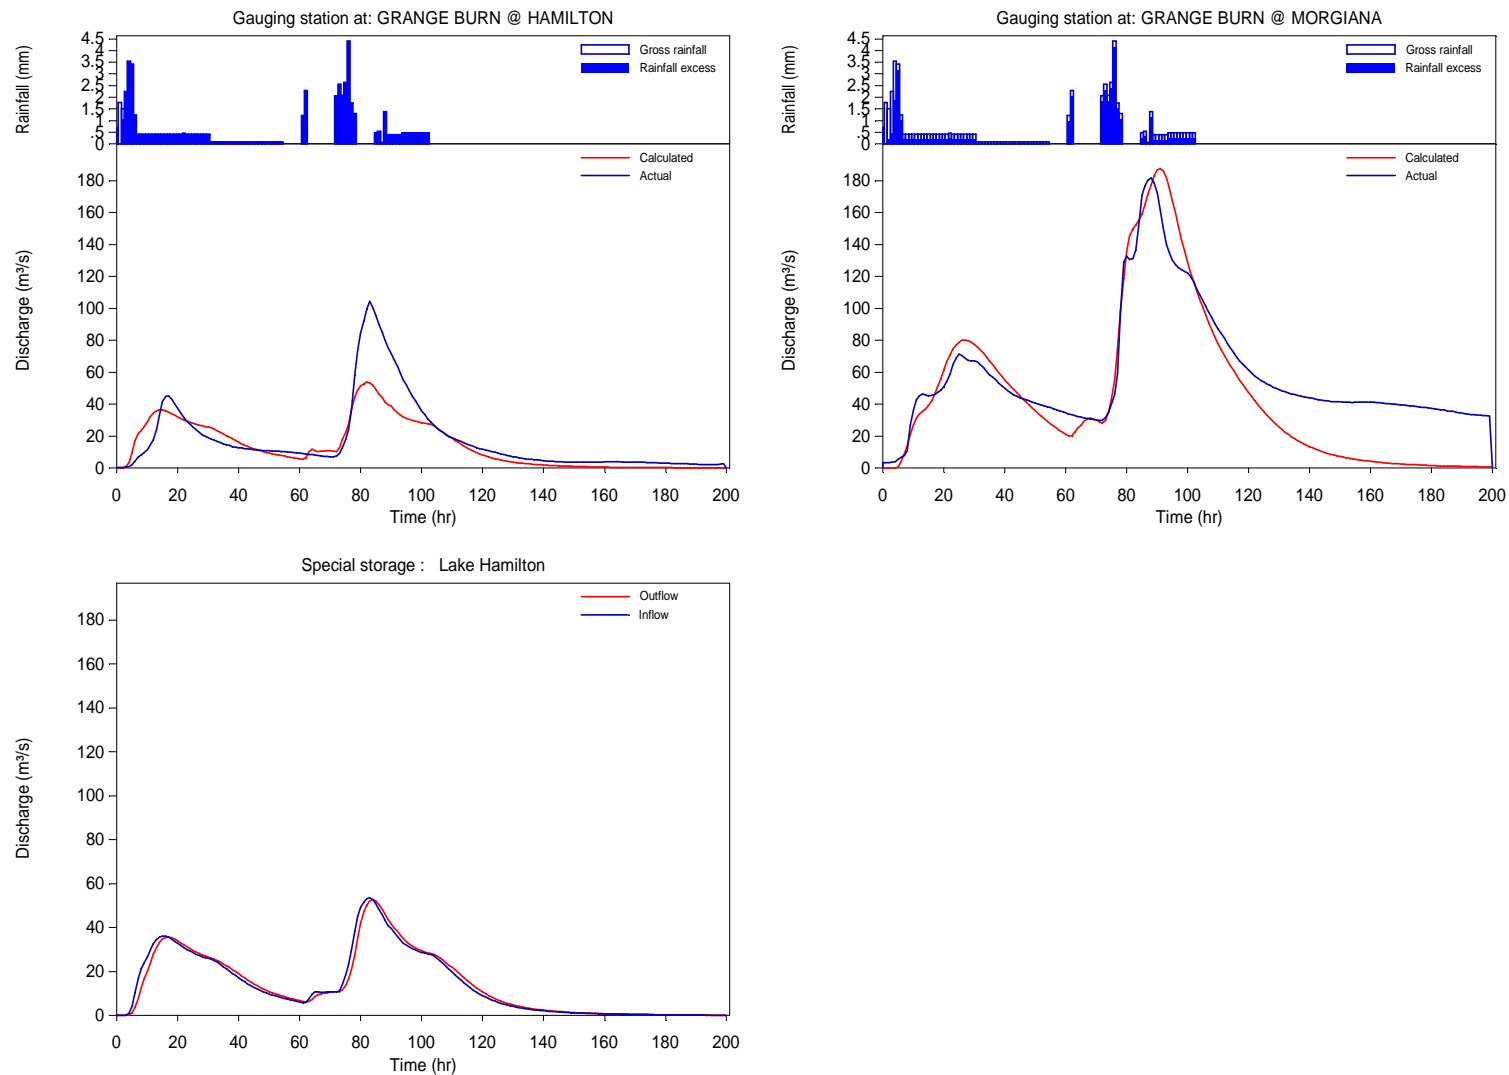 Gauging station at: GRANGE BURN @ HAMILTON
Rainfall (mm)
4.5
4
3.5
3
2.5
2
1.5
1
.5
0
Gross rainfall
Rainfall excess
Calculated
Actual
Discharge (m³/s)
180
160
140
120
100
80
60
40
20
0
0 20 40 60 80 100 120 140 160 180 200
Time (hr)
Gauging station at: GRANGE BURN @ MORGIANA
Rainfall (mm)
4.5
4
3.5
3
2.5
2
1.5
1
.5
0
Gross rainfall
Rainfall excess
Calculated
Actual
Discharge (m³/s)
180
160
140
120
100
80
60
40
20
0
0 20 40 60 80 100 120 140 160 180 200
Time (hr)
Special storage : Lake Hamilton
Outflow
Inflow
Discharge (m³/s)
180
160
140
120
100
80
60
40
20
0
0 20 40 60 80 100 120 140 160 180 200
Time (hr)